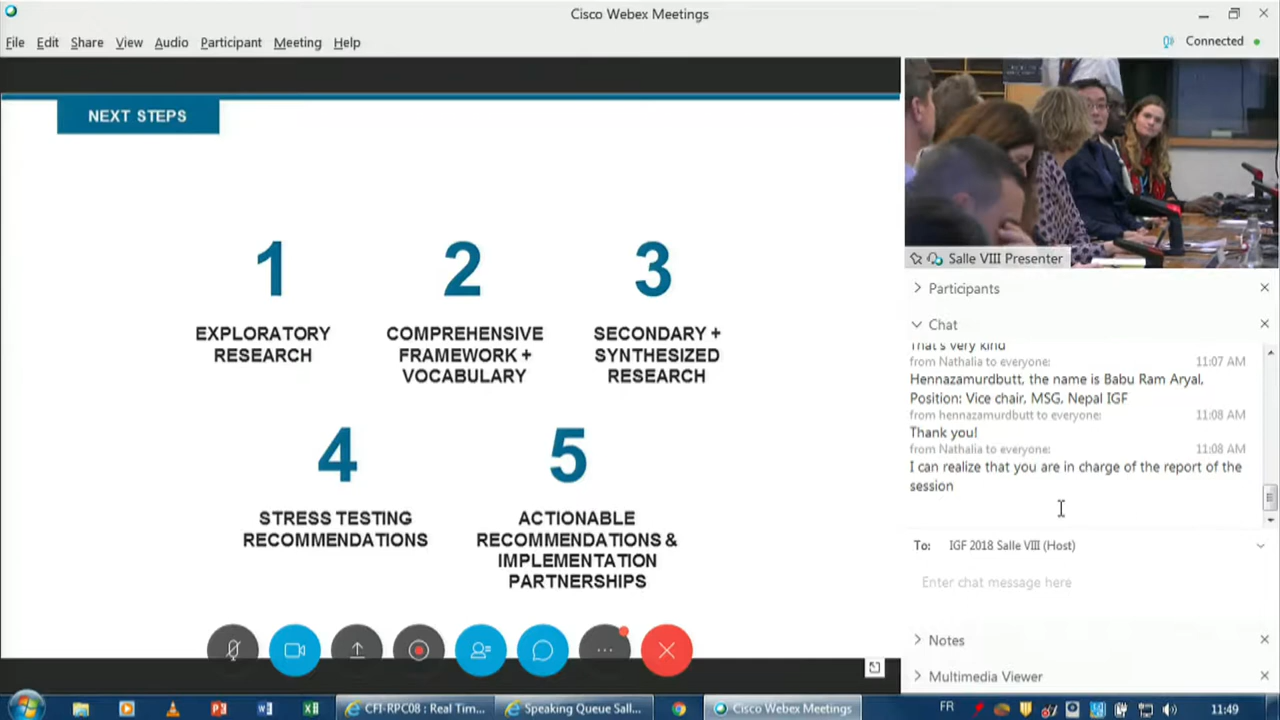 Cisco Webex Meetings
File Edit Share View Audio Participant Meeting Help
Connected
NEXT STEPS
1
EXPLORATORY
RESEARCH
2
COMPREHENSIVE
FRAMEWORK +
VOCABULARY
3
SECONDARY +
SYNTHESIZED
RESEARCH
4
STRESS TESTING
RECOMMENDATIONS
5
ACTIONABLE
RECOMMENDATIONS &
IMPLEMENTATION
PARTNERSHIPS
Salle VIII Presenter
Participants
Chat
That's very kind
from Nathalia to everyone: 11:07 AM
Hennazamurdbutt, the name is Babu Ram Aryal,
Position: Vice chair, MSG, Nepal IGF
from hennazamurdbutt to everyone: 11:08 AM
Thank you!
from Nathalia to everyone: 11:08 AM
I can realize that you are in charge of the report of the
session
To: IGF 2018 Salle VIII (Host)
Enter chat message here
Notes
Multimedia Viewer
CFI-RPC08 : Real Tim...
Speaking Queue Sall...
Cisco Webex Meetings
FR
11:49